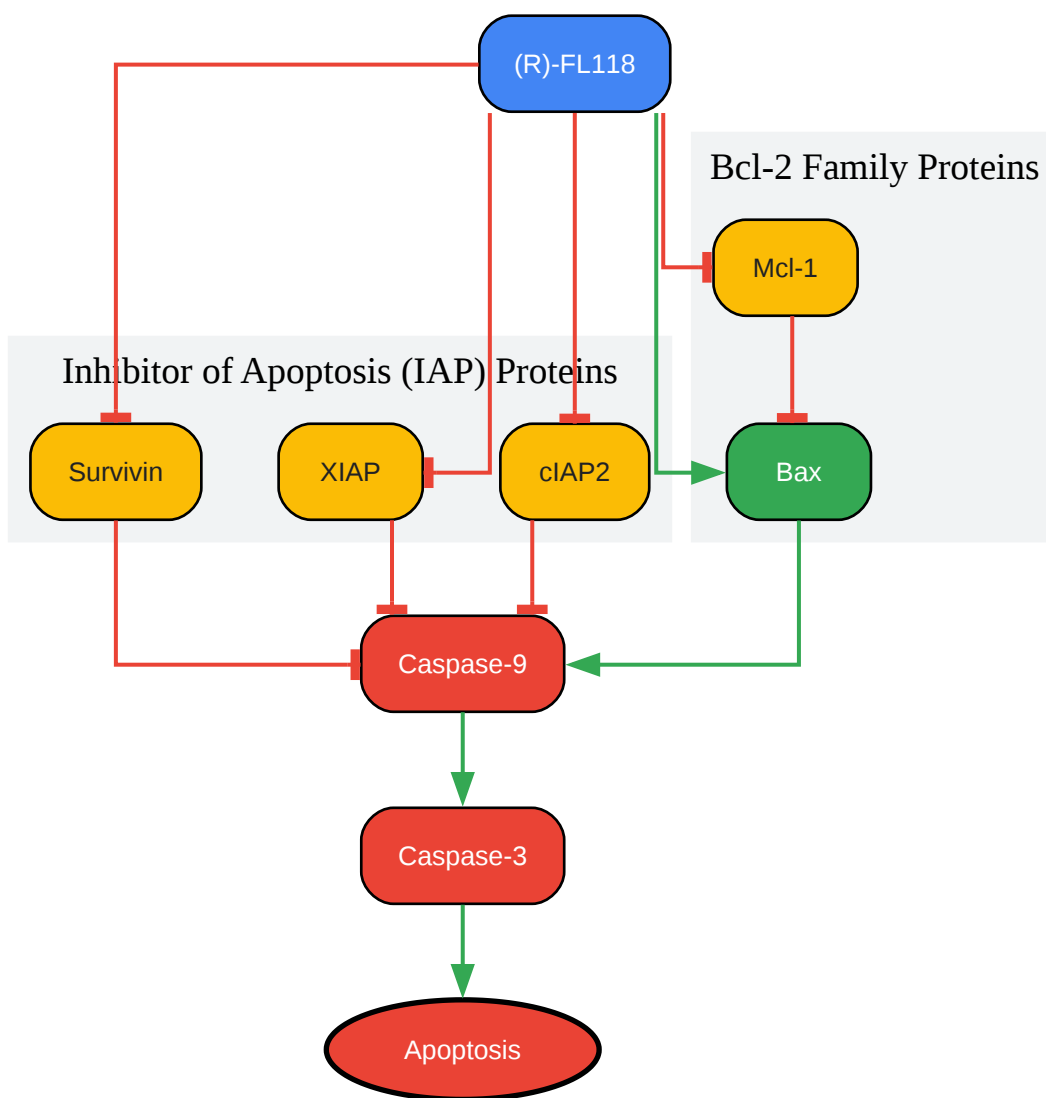 (R)-FL118
Bcl-2 Family Proteins
Mcl-1
Inhibitor of Apoptosis (IAP) Proteins
Survivin
XIAP
cIAP2
Bax
Caspase-9
Caspase-3
Apoptosis